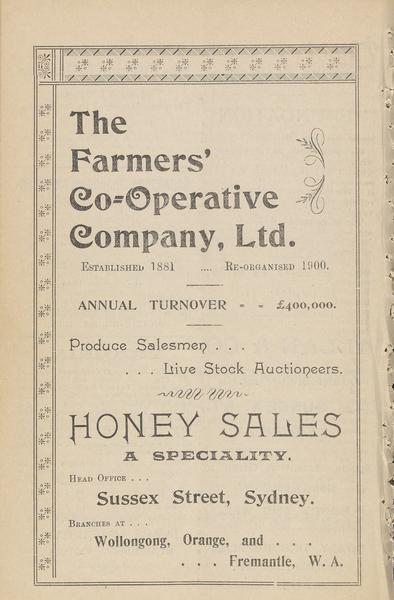 The
Farmers'
Co=Operative
Company, Ltd.
Established 1881 .... Re-organised 1900.
ANNUAL TURNOVER = = £400,000.
Produce Salesmen . . .
. . . Live Stock Auctioneers.
HONEY SALES
A SPECIALITY.
Head Office . . .
Sussex Street, Sydney.
Branches at . . .
Wollongong, Orange, and . . .
. . . Fremantle, W. A.